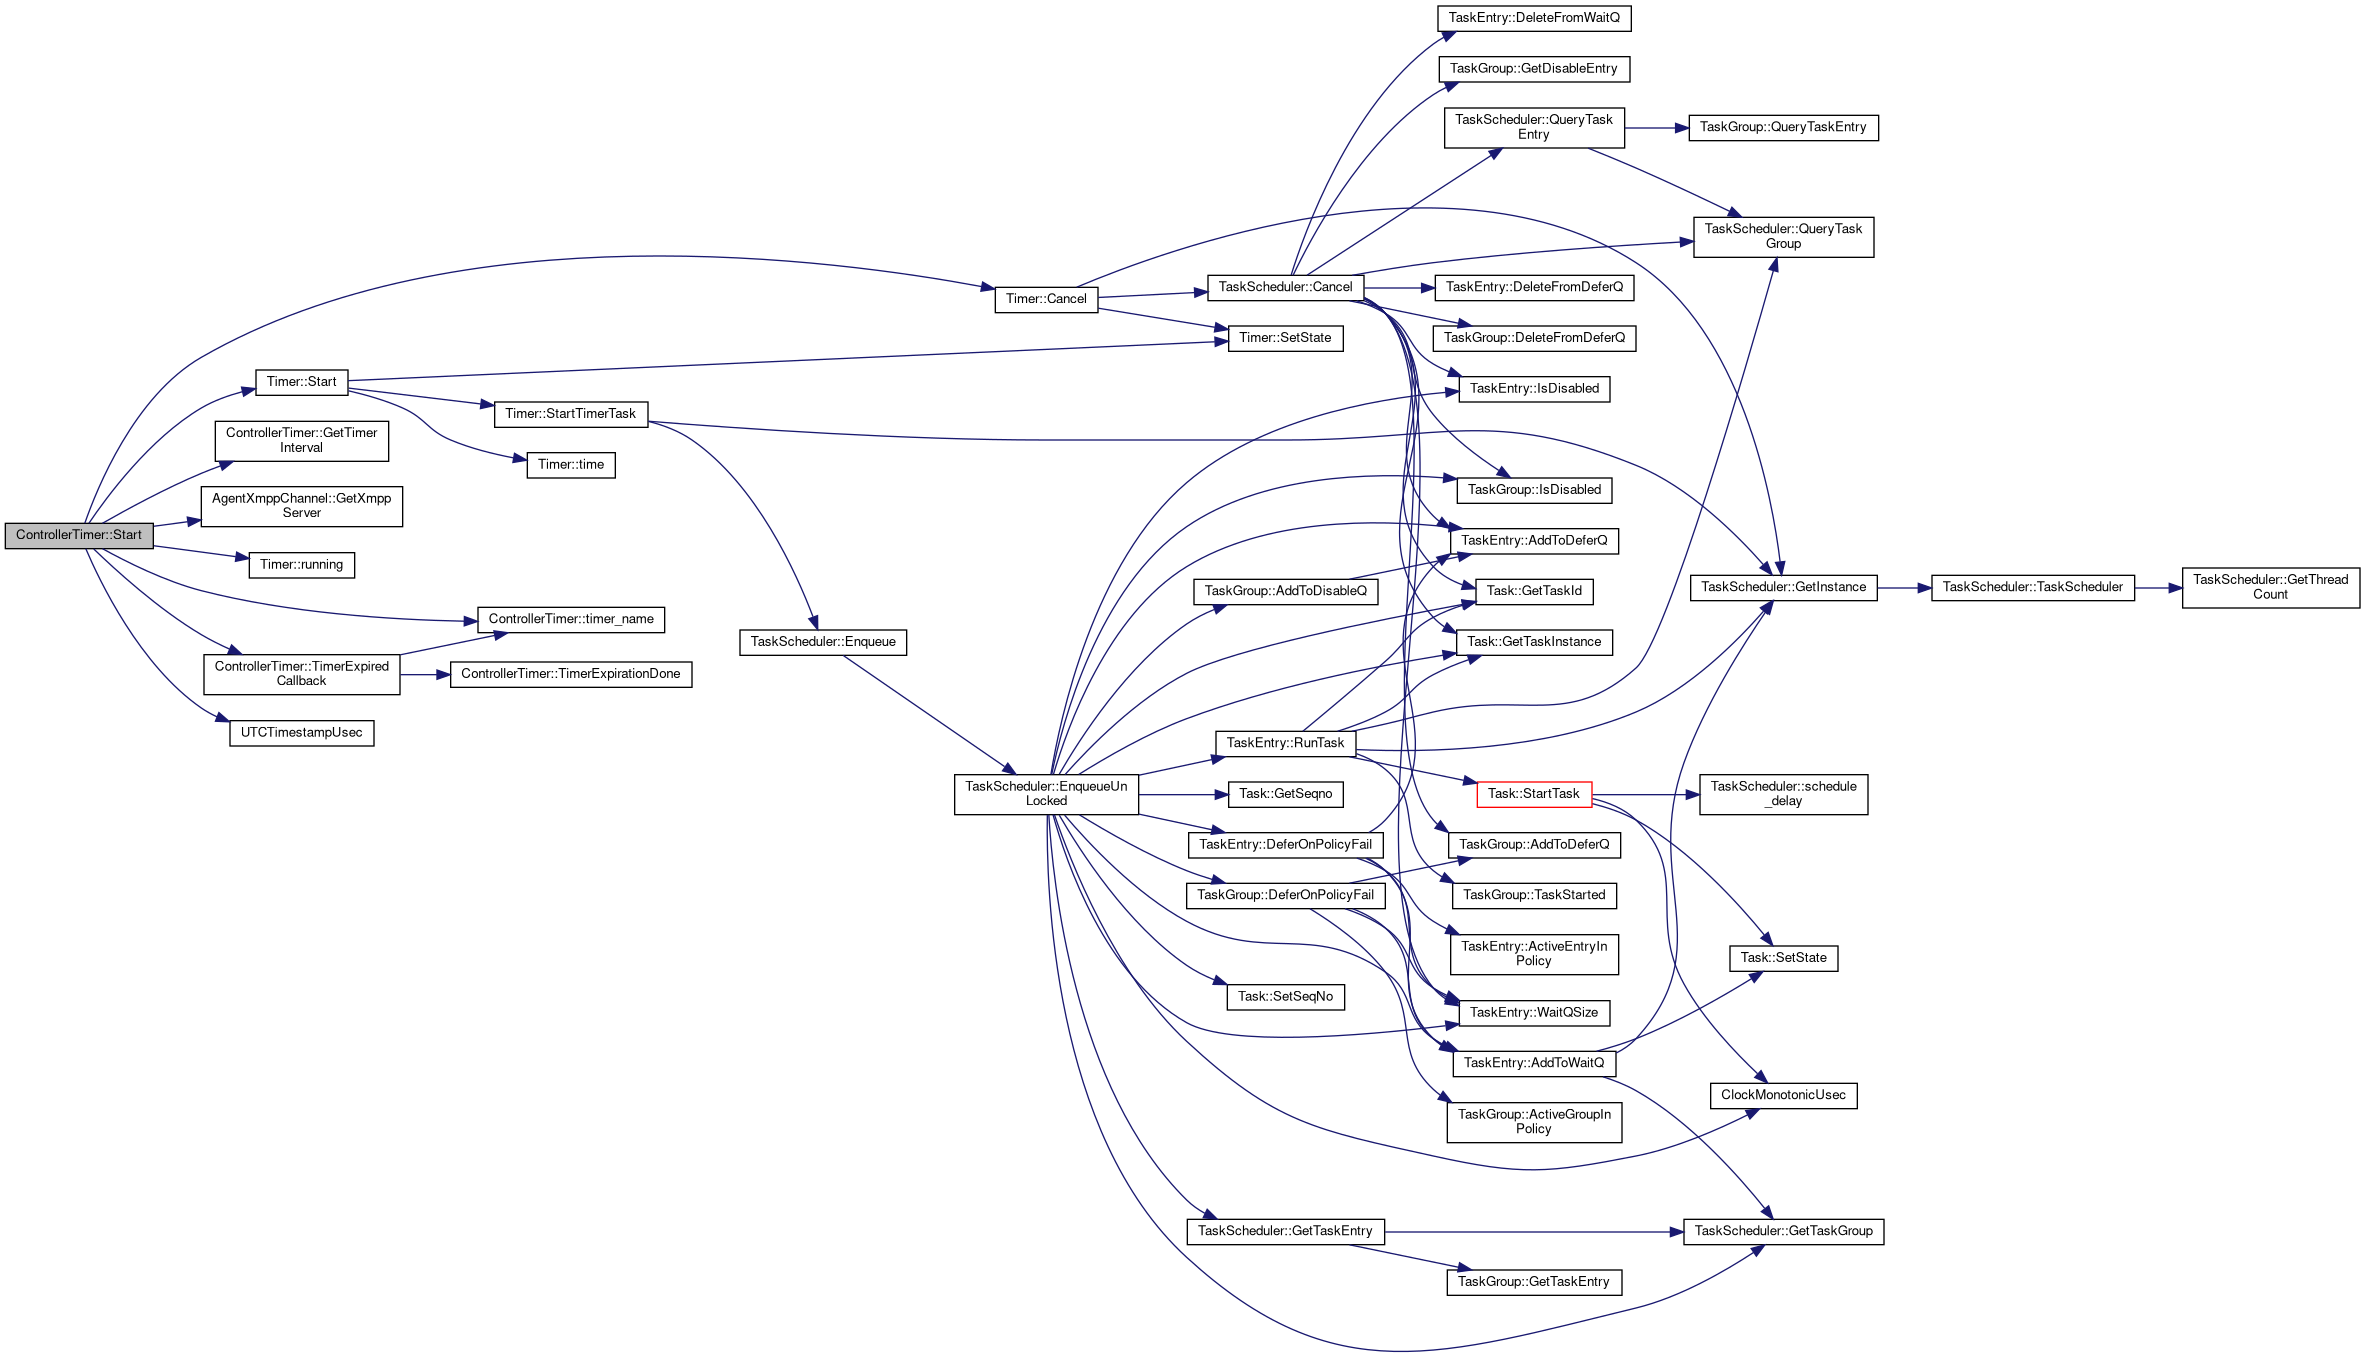 ControllerTimer::Start
Timer::Cancel
Timer::Start
ControllerTimer::GetTimer
Interval
AgentXmppChannel::GetXmpp
Server
Timer::running
ControllerTimer::timer_name
ControllerTimer::TimerExpired
Callback
UTCTimestampUsec
Timer::StartTimerTask
Timer::time
ControllerTimer::TimerExpirationDone
TaskScheduler::Enqueue
TaskScheduler::EnqueueUn
Locked
TaskScheduler::Cancel
Timer::SetState
TaskGroup::AddToDisableQ
TaskEntry::RunTask
Task::GetSeqno
TaskEntry::DeferOnPolicyFail
TaskGroup::DeferOnPolicyFail
Task::SetSeqNo
TaskScheduler::GetTaskEntry
TaskEntry::DeleteFromWaitQ
TaskGroup::GetDisableEntry
TaskScheduler::QueryTask
Entry
TaskEntry::DeleteFromDeferQ
TaskGroup::DeleteFromDeferQ
TaskEntry::IsDisabled
TaskGroup::IsDisabled
TaskEntry::AddToDeferQ
Task::GetTaskId
Task::GetTaskInstance
Task::StartTask
TaskGroup::AddToDeferQ
TaskGroup::TaskStarted
TaskEntry::ActiveEntryIn
Policy
TaskEntry::WaitQSize
TaskEntry::AddToWaitQ
TaskGroup::ActiveGroupIn
Policy
TaskGroup::GetTaskEntry
TaskGroup::QueryTaskEntry
TaskScheduler::QueryTask
Group
TaskScheduler::GetInstance
TaskScheduler::schedule
_delay
Task::SetState
ClockMonotonicUsec
TaskScheduler::GetTaskGroup
TaskScheduler::TaskScheduler
TaskScheduler::GetThread
Count